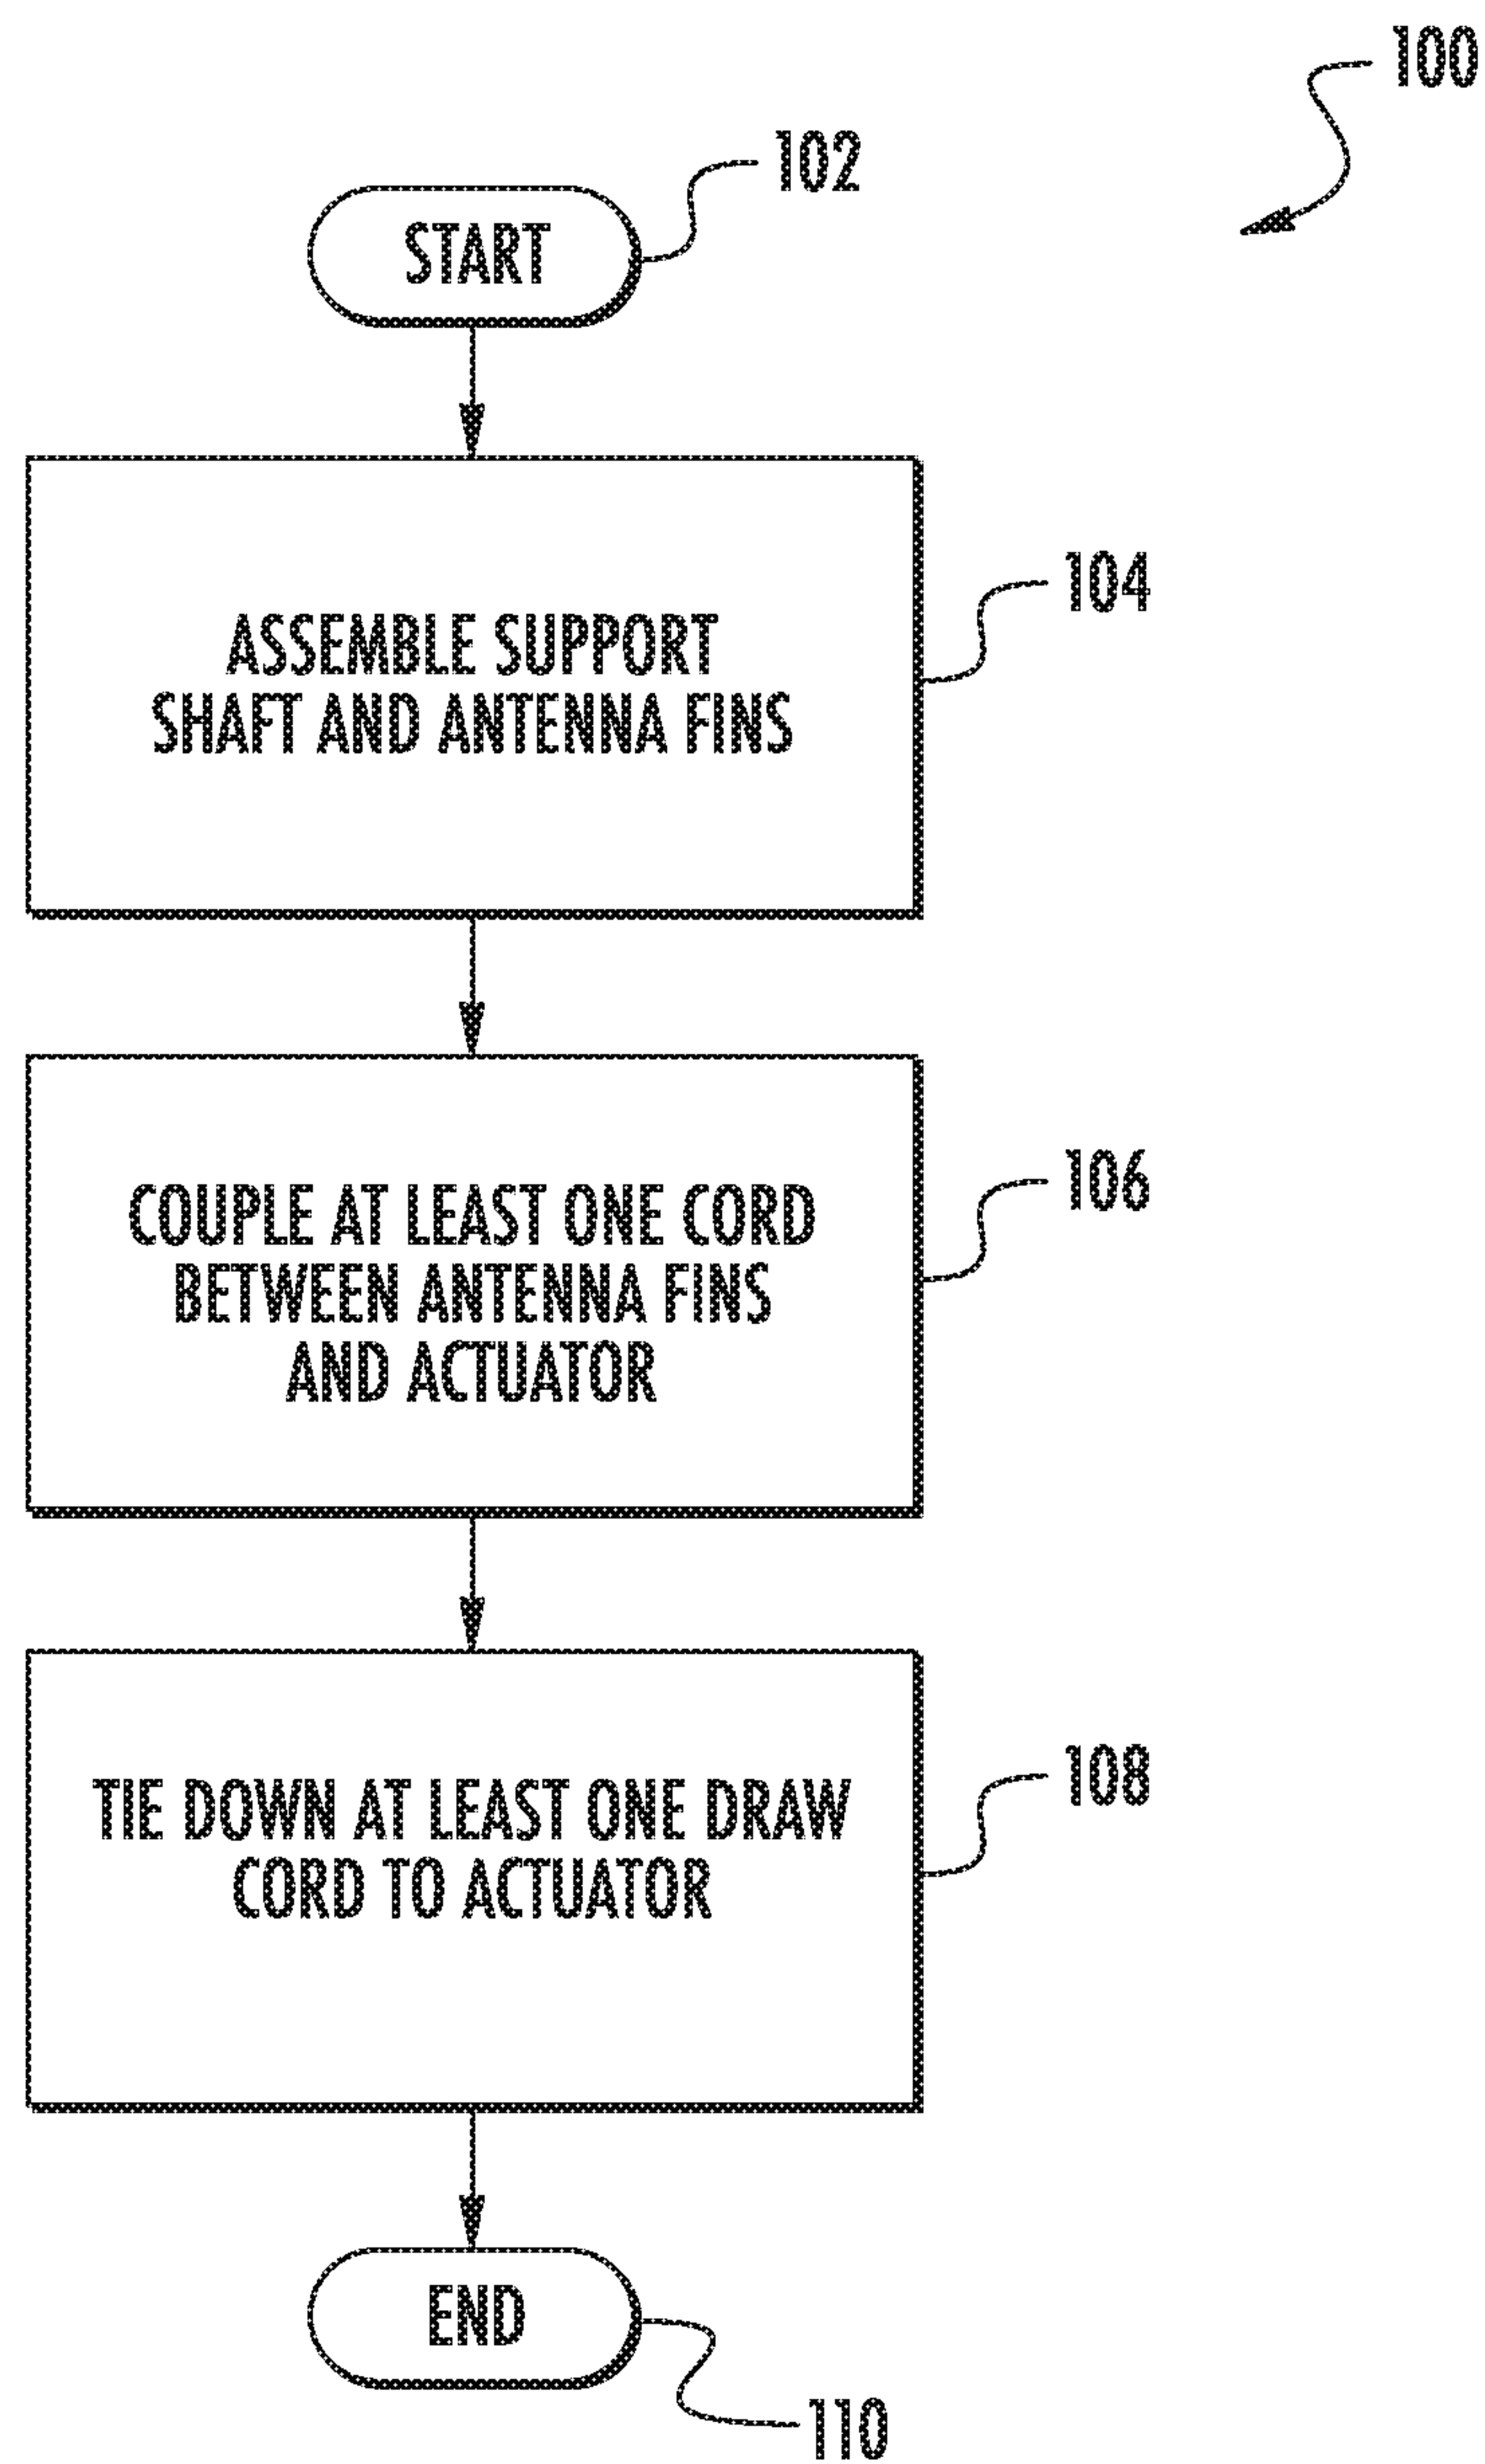 100
102
START
104
ASSEMBLE SUPPORT
SHAFT AND ANTENNA FINS
106
COUPLE AT LEAST ONE CORD
BETWEEN ANTENNA FINS
AND ACTUATOR
108
TIE DOWN AT LEAST ONE DRAW
CORD TO ACTUATOR
END
110